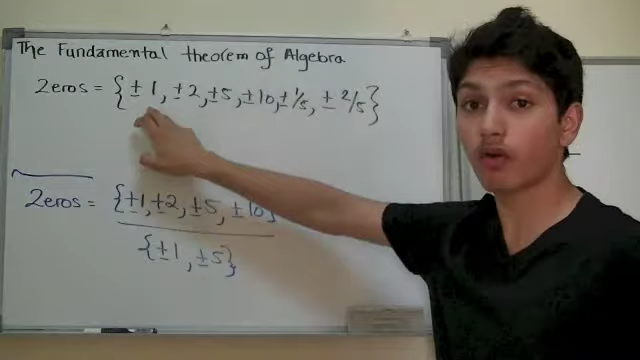 The Fundamental theorem of Algebra
Zeros = {±1, ±2, ±5, ±10, ±1/5, ±2/5}
Zeros = {±1, ±2, ±5, ±10}
{±1, ±5}